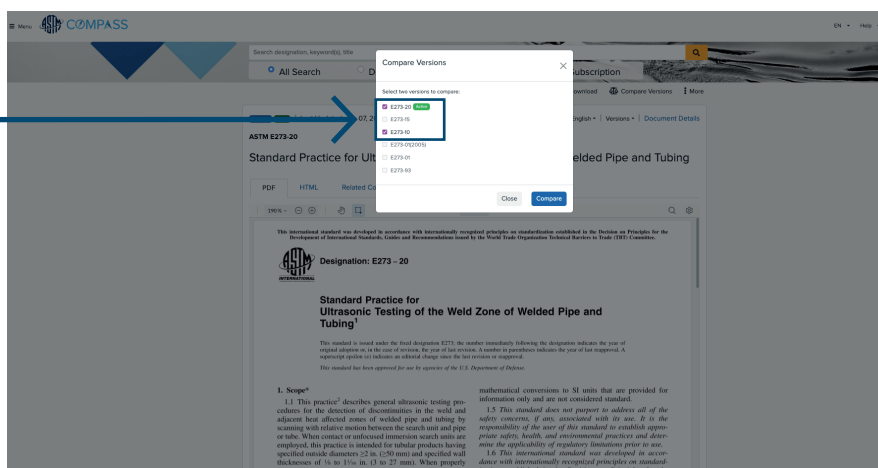 Menu
ASTM COMPASS
EN
Help
Search designation, keyword(s), title
All Search
D
ubscription
Compare Versions
Select two versions to compare:
E273-20 Active
E273-15
E273-10
E273-01(2005)
E273-01
E273-93
Close
Compare
ownload
Compare Versions
More
07, 20
English
Versions
Document Details
ASTM E273-20
Standard Practice for Ult
elded Pipe and Tubing
PDF
HTML
Related Co
190%
This international standard was developed in accordance with internationally recognized principles on standardization established in the Decision on Principles for the
Development of International Standards, Guides and Recommendations issued by the World Trade Organization Technical Barriers to Trade (TBT) Committee.
ASTM
INTERNATIONAL
Designation: E273 – 20
Standard Practice for
Ultrasonic Testing of the Weld Zone of Welded Pipe and
Tubing1
This standard is issued under the fixed designation E273; the number immediately following the designation indicates the year of
original adoption or, in the case of revision, the year of last revision. A number in parentheses indicates the year of last reapproval. A
superscript epsilon (ε) indicates an editorial change since the last revision or reapproval.
This standard has been approved for use by agencies of the U.S. Department of Defense.
1. Scope*
1.1 This practice2 describes general ultrasonic testing pro-
cedures for the detection of discontinuities in the weld and
adjacent heat affected zones of welded pipe and tubing by
scanning with relative motion between the search unit and pipe
or tube. When contact or unfocused immersion search units are
employed, this practice is intended for tubular products having
specified outside diameters ≥2 in. (≥50 mm) and specified wall
thicknesses of 1⁄8 to 1 1⁄16 in. (3 to 27 mm). When properly
mathematical conversions to SI units that are provided for
information only and are not considered standard.
1.5 This standard does not purport to address all of the
safety concerns, if any, associated with its use. It is the
responsibility of the user of this standard to establish appro-
priate safety, health, and environmental practices and deter-
mine the applicability of regulatory limitations prior to use.
1.6 This international standard was developed in accor-
dance with internationally recognized principles on standard-